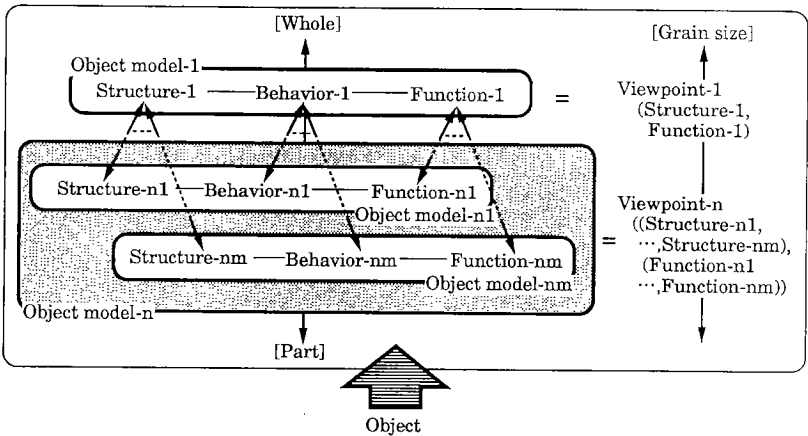 [Whole]
[Grain size]
Object model-1
Structure-1 — Behavior-1 — Function-1
=
Viewpoint-1
(Structure-1,
Function-1)
Structure-n1 — Behavior-n1 — Function-n1
Object model-n1
Structure-nm — Behavior-nm — Function-nm
Object model-nm
Object model-n
=
Viewpoint-n
((Structure-n1,
…,Structure-nm),
(Function-n1
…,Function-nm))
[Part]
Object